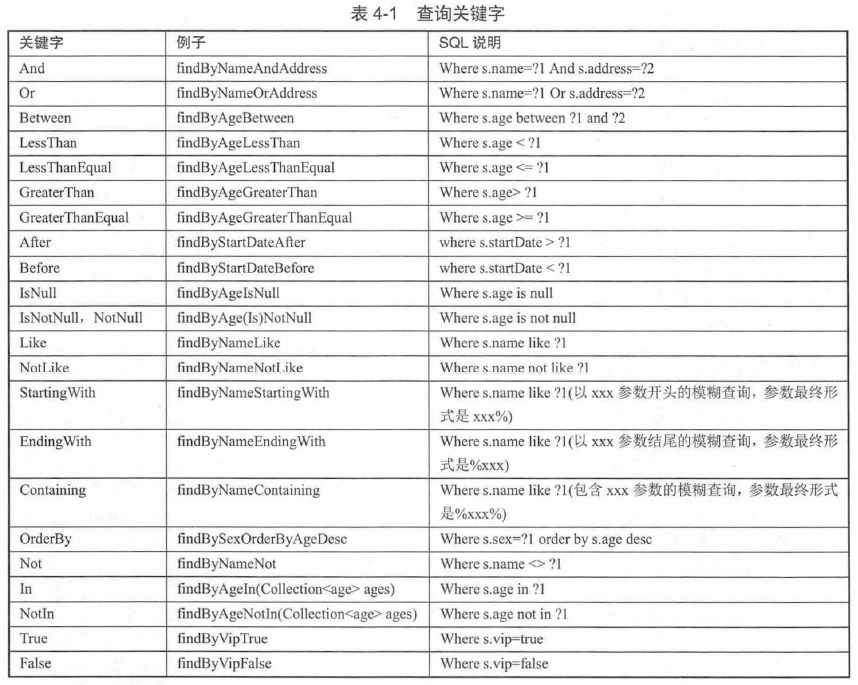 表 4-1 查询关键字
关键字 例子 SQL 说明
And findByNameAndAddress Where s.name=?1 And s.address=?2
Or findByNameOrAddress Where s.name=?1 Or s.address=?2
Between findByAgeBetween Where s.age between ?1 and ?2
LessThan findByAgeLessThan Where s.age < ?1
LessThanEqual findByAgeLessThanEqual Where s.age <= ?1
GreaterThan findByAgeGreaterThan Where s.age> ?1
GreaterThanEqual findByAgeGreaterThanEqual Where s.age >= ?1
After findByStartDateAfter where s.startDate > ?1
Before findByStartDateBefore where s.startDate < ?1
IsNull findByAgeIsNull Where s.age is null
IsNotNull，NotNull findByAge(Is)NotNull Where s.age is not null
Like findByNameLike Where s.name like ?1
NotLike findByNameNotLike Where s.name not like ?1
StartingWith findByNameStartingWith Where s.name like ?1(以 xxx 参数开头的模糊查询，参数最终形
式是 xxx%)
EndingWith findByNameEndingWith Where s.name like ?1(以 xxx 参数结尾的模糊查询，参数最终形
式是%xxx)
Containing findByNameContaining Where s.name like ?1(包含 xxx 参数的模糊查询，参数最终形式
是%xxx%)
OrderBy findBySexOrderByAgeDesc Where s.sex=?1 order by s.age desc
Not findByNameNot Where s.name <> ?1
In findByAgeIn(Collection<age> ages) Where s.age in ?1
NotIn findByAgeNotIn(Collection<age> ages) Where s.age not in ?1
True findByVipTrue Where s.vip=true
False findByVipFalse Where s.vip=false